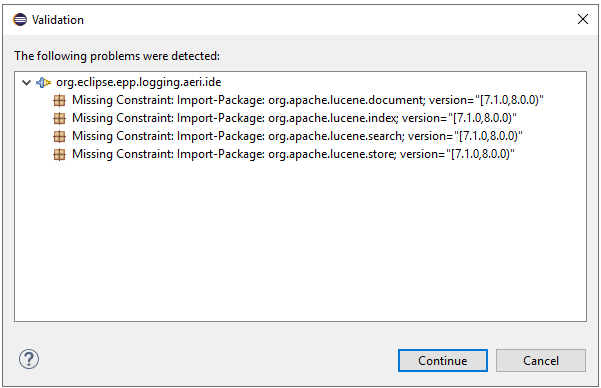 Validation
The following problems were detected:
org.eclipse.epp.logging.aeri.ide
Missing Constraint: Import-Package: org.apache.lucene.document; version="[7.1.0,8.0.0)"
Missing Constraint: Import-Package: org.apache.lucene.index; version="[7.1.0,8.0.0)"
Missing Constraint: Import-Package: org.apache.lucene.search; version="[7.1.0,8.0.0)"
Missing Constraint: Import-Package: org.apache.lucene.store; version="[7.1.0,8.0.0)"
?
Continue
Cancel